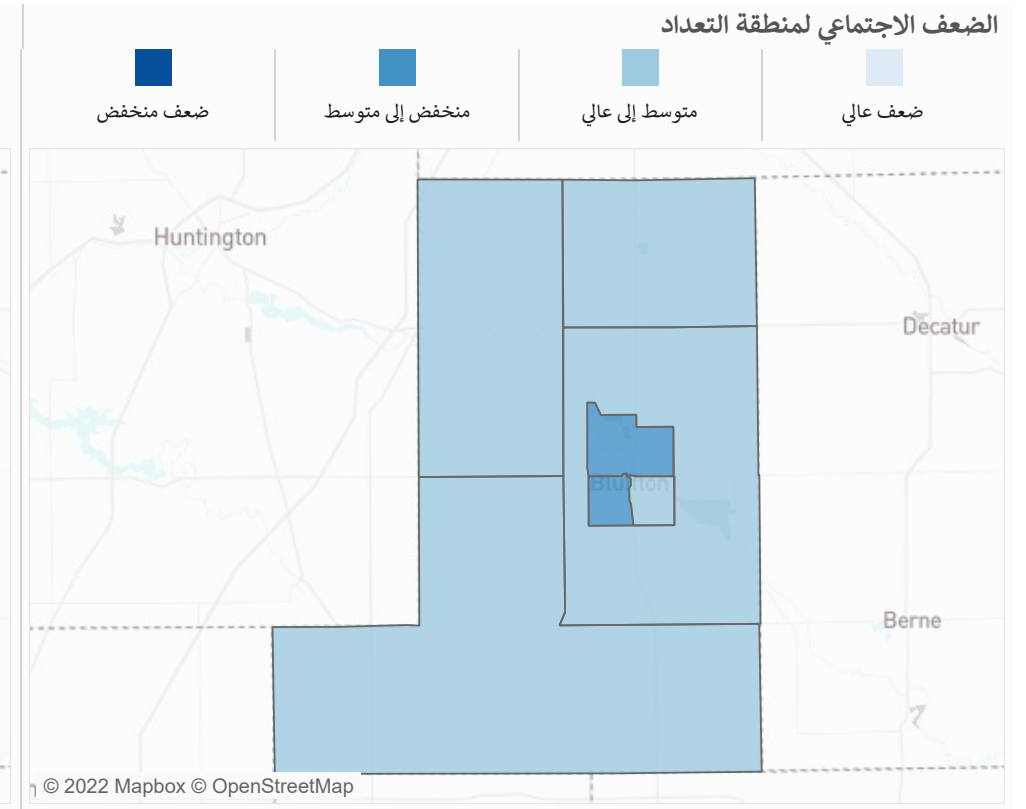 الضعف الاجتماعي لمنطقة التعداد
ضعف عالي
متوسط إلى عالي
منخفض إلى متوسط
ضعف منخفض
Huntington
Decatur
Bluffton
Berne
© 2022 Mapbox © OpenStreetMap